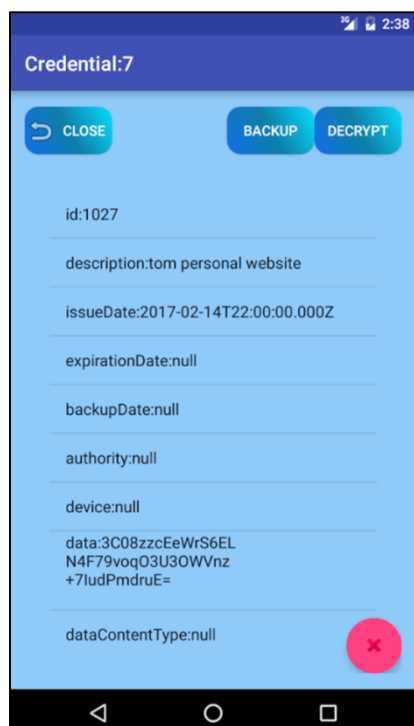 3G 2:38
Credential:7
CLOSE BACKUP DECRYPT
id:1027
description:tom personal website
issueDate:2017-02-14T22:00:00.000Z
expirationDate:null
backupDate:null
authority:null
device:null
data:3C08zzcEeWrS6EL
N4F79voqO3U3OWVnz
+7IudPmdruE=
dataContentType:null